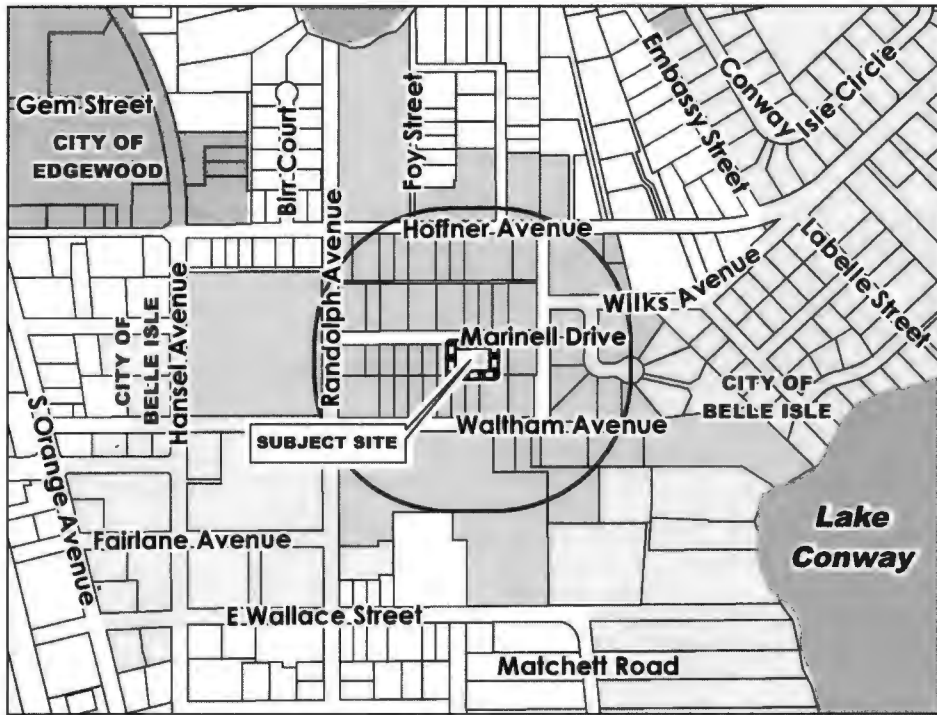 Gem Street
CITY OF
EDGEWOOD
Birr Court
Foy Street
Embassy Street
Conway
Isle Circle
Hoffner Avenue
Randolph Avenue
Hansel Avenue
CITY OF
BELLE ISLE
Wilks Avenue
Labelle Street
Marinell Drive
CITY OF
BELLE ISLE
S Orange Avenue
SUBJECT SITE
Waltham Avenue
Fairlane Avenue
Lake
Conway
E Wallace Street
Matchett Road